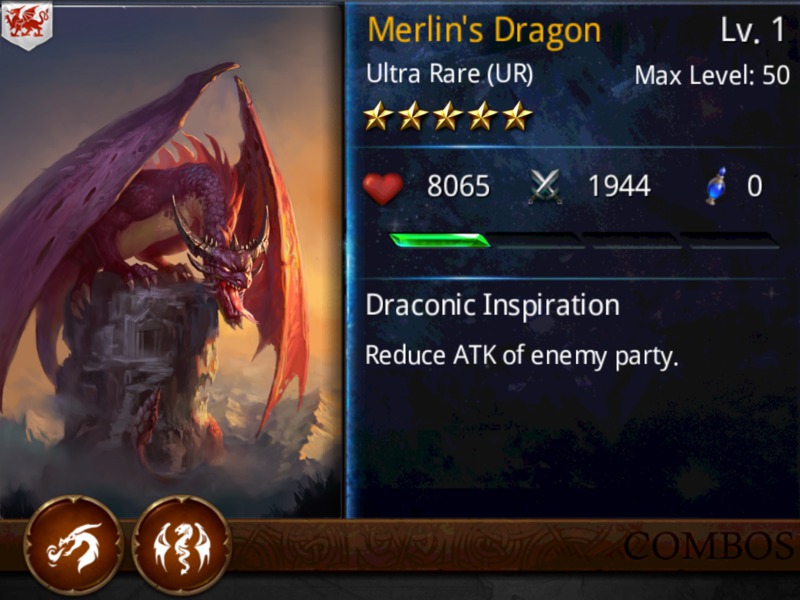 Merlin's Dragon Lv. 1
Ultra Rare (UR) Max Level: 50
8065 1944 0
Draconic Inspiration
Reduce ATK of enemy party.
COMBOS